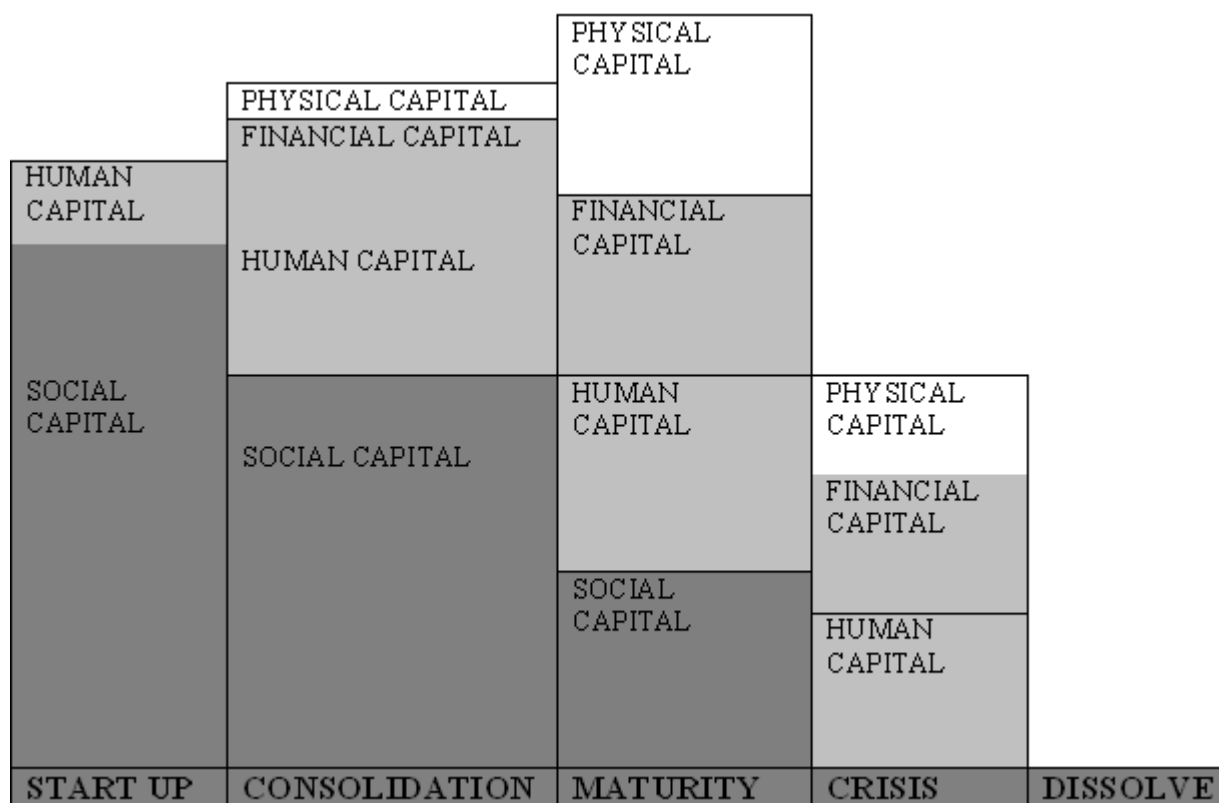 HUMAN
CAPITAL
SOCIAL
CAPITAL
START UP
PHYSICAL CAPITAL
FINANCIAL CAPITAL
HUMAN CAPITAL
SOCIAL CAPITAL
CONSOLIDATION
PHYSICAL
CAPITAL
FINANCIAL
CAPITAL
HUMAN
CAPITAL
SOCIAL
CAPITAL
MATURITY
PHYSICAL
CAPITAL
FINANCIAL
CAPITAL
HUMAN
CAPITAL
CRISIS
DISSOLVE